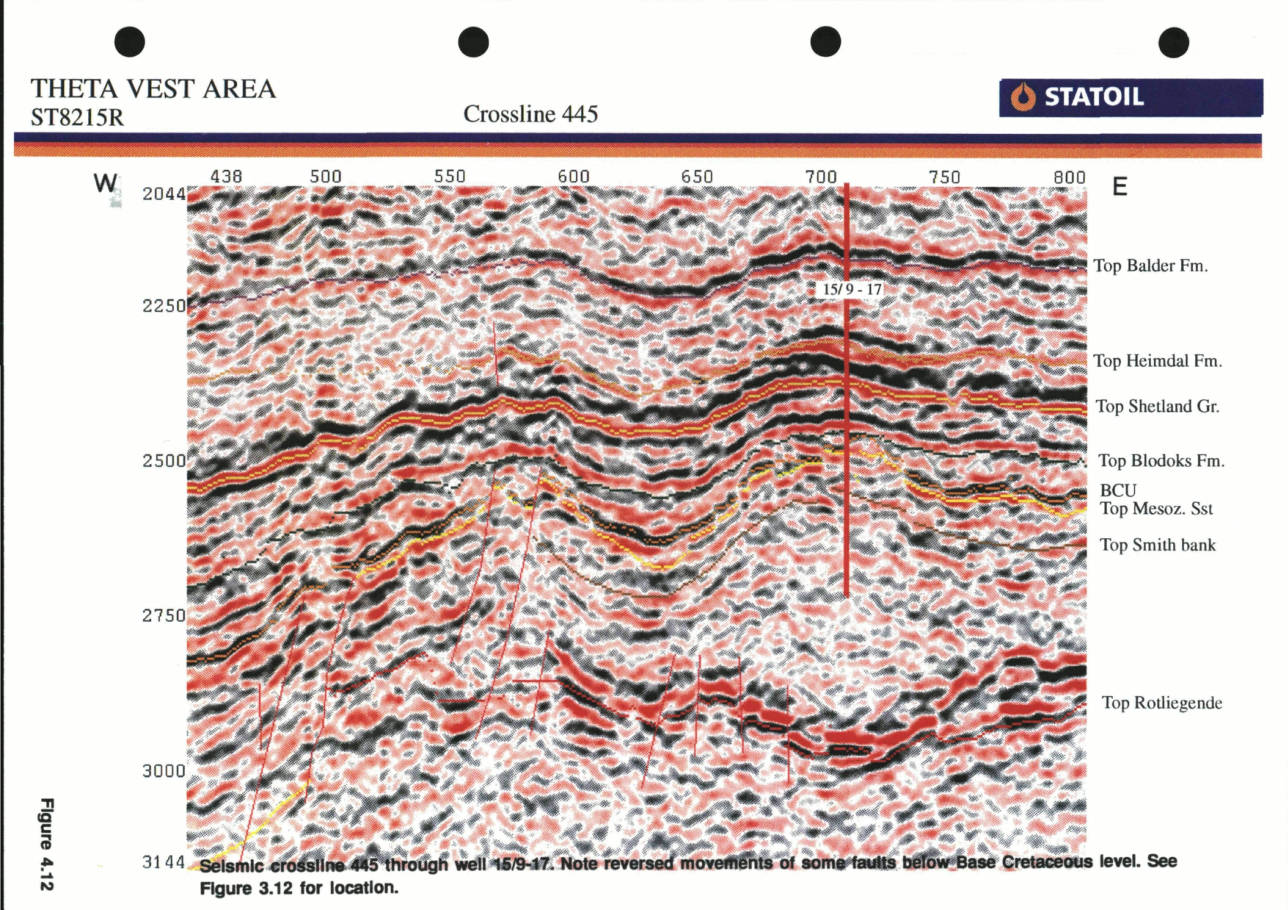 THETA VEST AREA
ST8215R
Crossline 445
STATOIL
W
438 500 550 600 650 700 750 800
E
2044
2250
2500
2750
3000
3144
15/9 - 17
Top Balder Fm.
Top Heimdal Fm.
Top Shetland Gr.
Top Blodoks Fm.
BCU
Top Mesoz. Sst
Top Smith bank
Top Rotliegende
Figure 4.12
Seismic crossline 445 through well 15/9-17. Note reversed movements of some faults below Base Cretaceous level. See
Figure 3.12 for location.